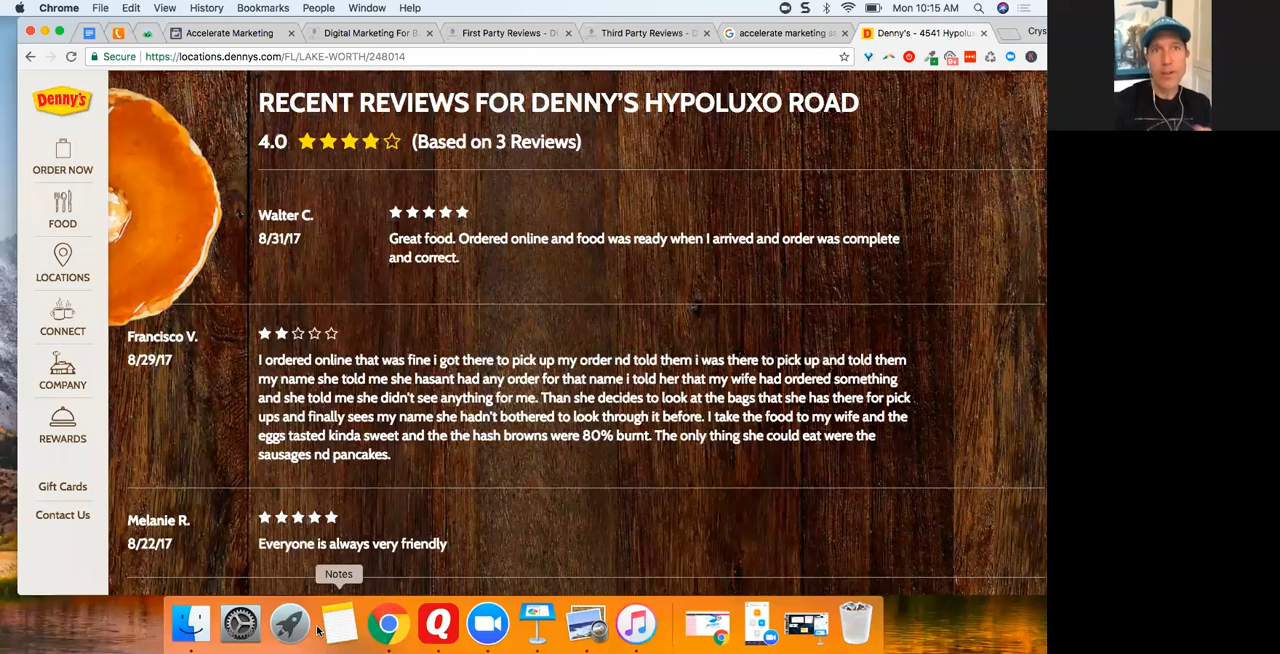 Chrome File Edit View History Bookmarks People Window Help Mon 10:15 AM
Accelerate Marketing Digital Marketing For B First Party Reviews - Di Third Party Reviews - D accelerate marketing sa Denny's - 4541 Hypolux Crys
Secure https://locations.dennys.com/FL/LAKE-WORTH/248014
Denny's
ORDER NOW
FOOD
LOCATIONS
CONNECT
COMPANY
REWARDS
Gift Cards
Contact Us
RECENT REVIEWS FOR DENNY'S HYPOLUXO ROAD
4.0 (Based on 3 Reviews)
Walter C.
8/31/17
Great food. Ordered online and food was ready when I arrived and order was complete
and correct.
Francisco V.
8/29/17
I ordered online that was fine i got there to pick up my order nd told them i was there to pick up and told them
my name she told me she hasant had any order for that name i told her that my wife had ordered something
and she told me she didn't see anything for me. Than she decides to look at the bags that she has there for pick
ups and finally sees my name she hadn't bothered to look through it before. I take the food to my wife and the
eggs tasted kinda sweet and the the hash browns were 80% burnt. The only thing she could eat were the
sausages nd pancakes.
Melanie R.
8/22/17
Everyone is always very friendly
Notes